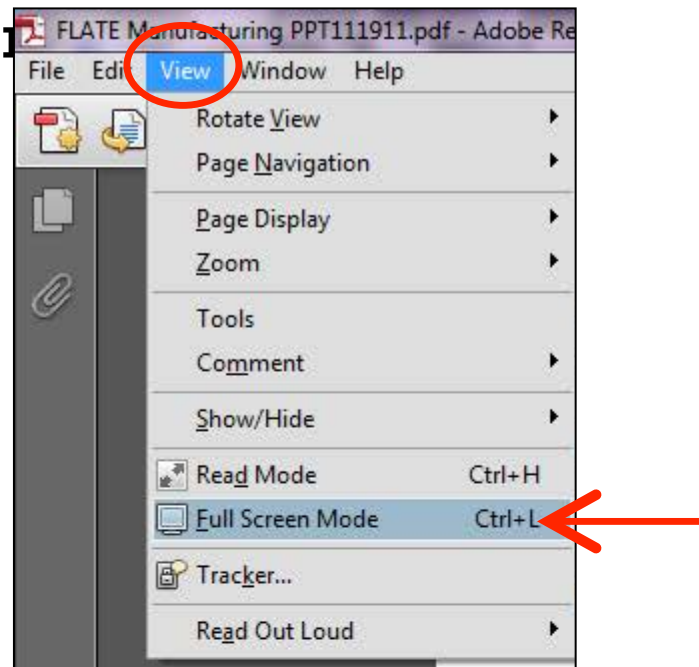 FLATE Manufacturing PPT111911.pdf - Adobe Re
File Edit View Window Help
Rotate View
Page Navigation
Page Display
Zoom
Tools
Comment
Show/Hide
Read Mode Ctrl+H
Full Screen Mode Ctrl+L
Tracker...
Read Out Loud